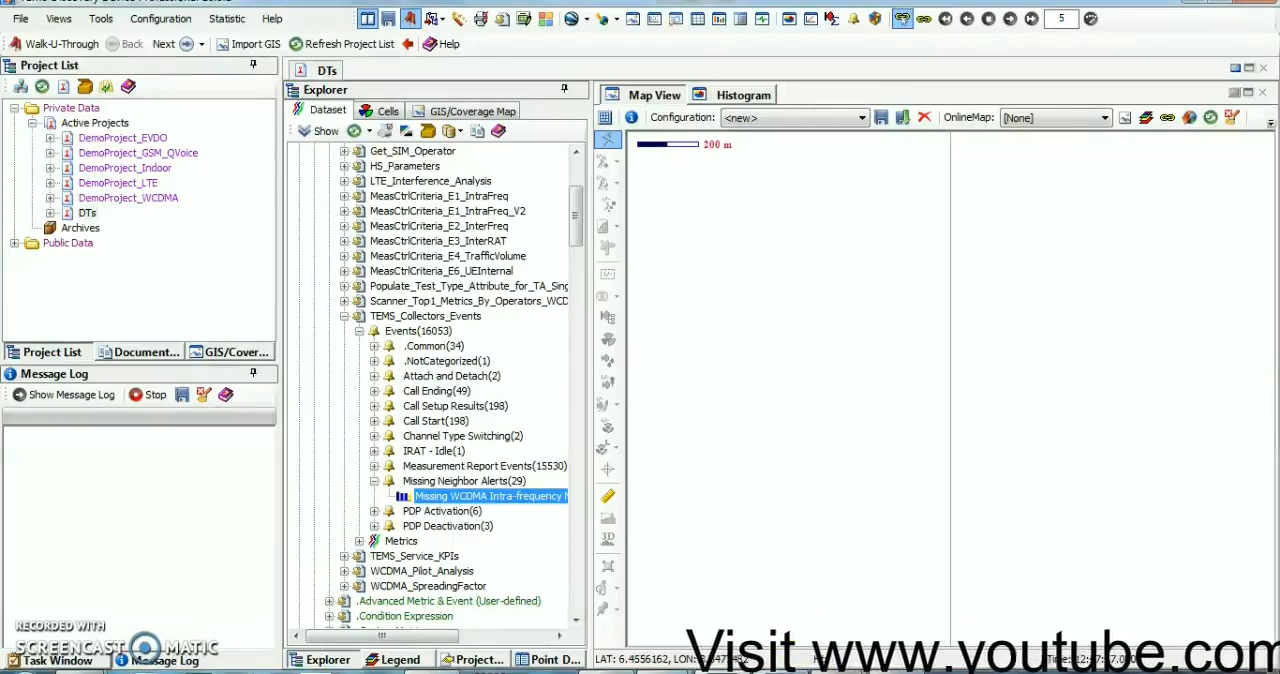 File Views Tools Configuration Statistic Help 5
Walk-U-Through Back Next Import GIS Refresh Project List Help
Project List
Private Data
Active Projects
DemoProject_EVDO
DemoProject_GSM_QVoice
DemoProject_Indoor
DemoProject_LTE
DemoProject_WCDMA
DTs
Archives
Public Data
Project List Document... GIS/Cover...
Message Log
Show Message Log Stop
RECORDED WITH
SCREENCAST MATIC
Task Window Message Log
DTs
Explorer
Dataset Cells GIS/Coverage Map
Show
Get_SIM_Operator
HS_Parameters
LTE_Interference_Analysis
MeasCtrlCriteria_E1_IntraFreq
MeasCtrlCriteria_E1_IntraFreq_V2
MeasCtrlCriteria_E2_InterFreq
MeasCtrlCriteria_E3_InterRAT
MeasCtrlCriteria_E4_TrafficVolume
MeasCtrlCriteria_E6_UEInternal
Populate_Test_Type_Attribute_for_TA_Sing
Scanner_Top1_Metrics_By_Operators_WCD
TEMS_Collectors_Events
Events(16053)
.Common(34)
.NotCategorized(1)
Attach and Detach(2)
Call Ending(49)
Call Setup Results(198)
Call Start(198)
Channel Type Switching(2)
IRAT - Idle(1)
Measurement Report Events(15530)
Missing Neighbor Alerts(29)
Missing WCDMA Intra-frequency N
PDP Activation(6)
PDP Deactivation(3)
Metrics
TEMS_Service_KPIs
WCDMA_Pilot_Analysis
WCDMA_SpreadingFactor
.Advanced Metric & Event (User-defined)
.Condition Expression
Explorer Legend Project... Point D...
Map View Histogram
Configuration: <new> OnlineMap: [None]
200 m
3D
LAT: 6.4556162, LON:
Visit www.youtube.com